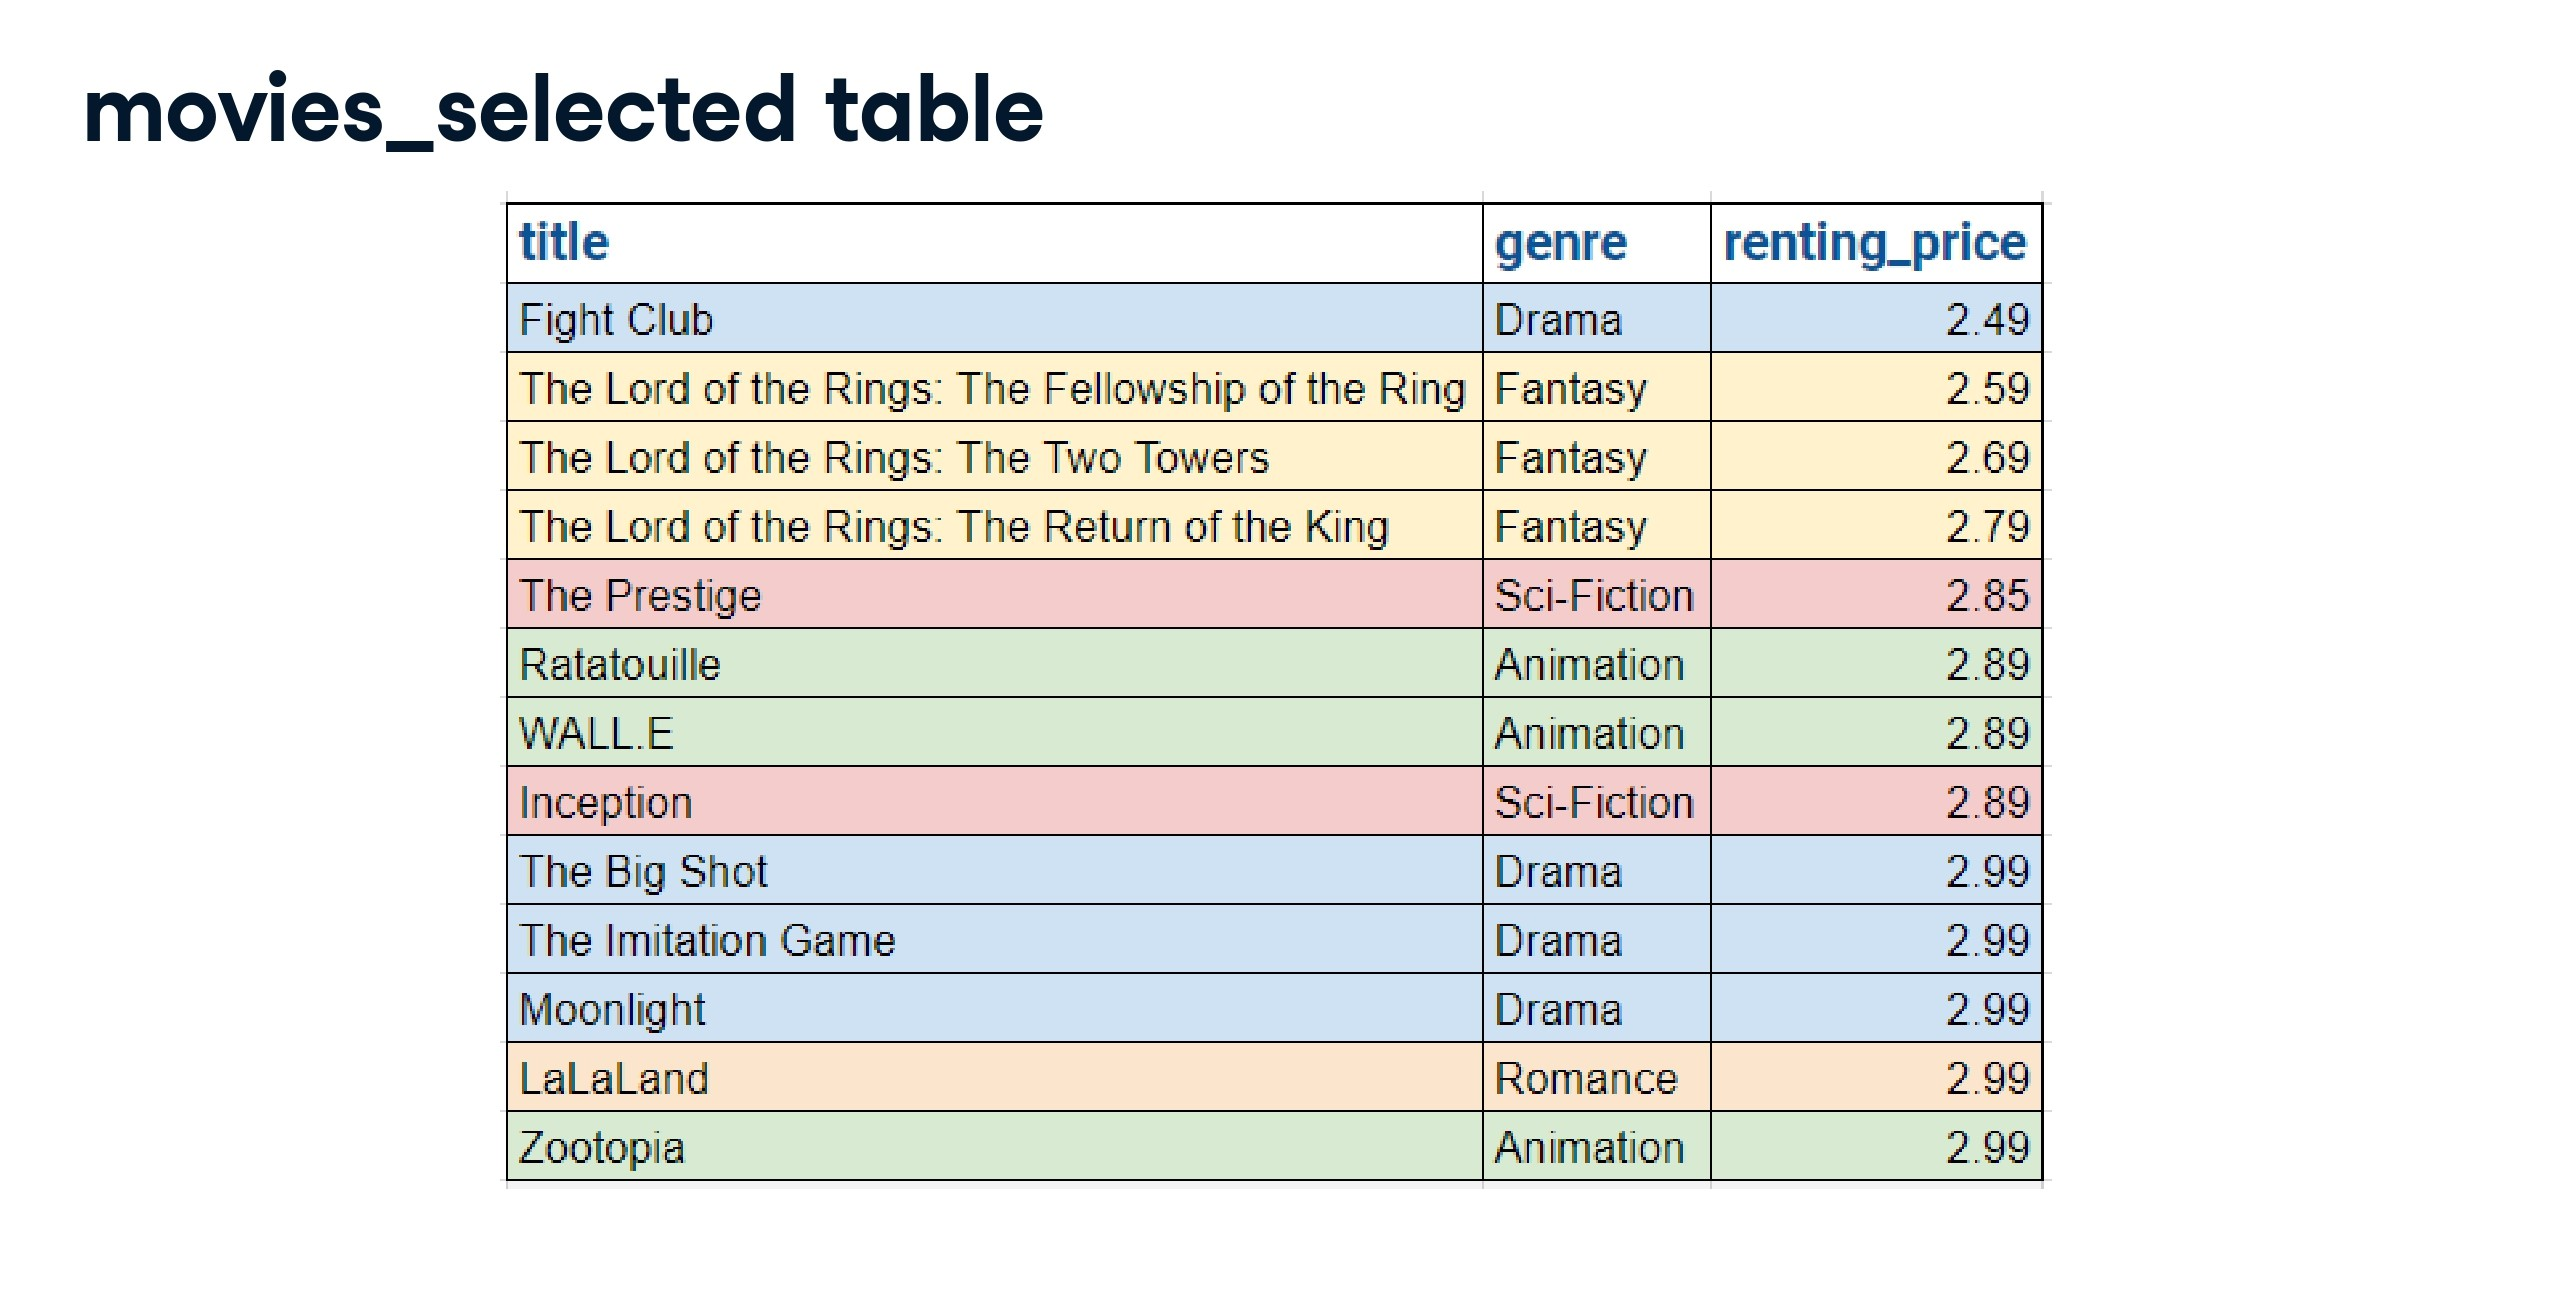 movies_selected table
title genre renting_price
Fight Club Drama 2.49
The Lord of the Rings: The Fellowship of the Ring Fantasy 2.59
The Lord of the Rings: The Two Towers Fantasy 2.69
The Lord of the Rings: The Return of the King Fantasy 2.79
The Prestige Sci-Fiction 2.85
Ratatouille Animation 2.89
WALL.E Animation 2.89
Inception Sci-Fiction 2.89
The Big Shot Drama 2.99
The Imitation Game Drama 2.99
Moonlight Drama 2.99
LaLaLand Romance 2.99
Zootopia Animation 2.99